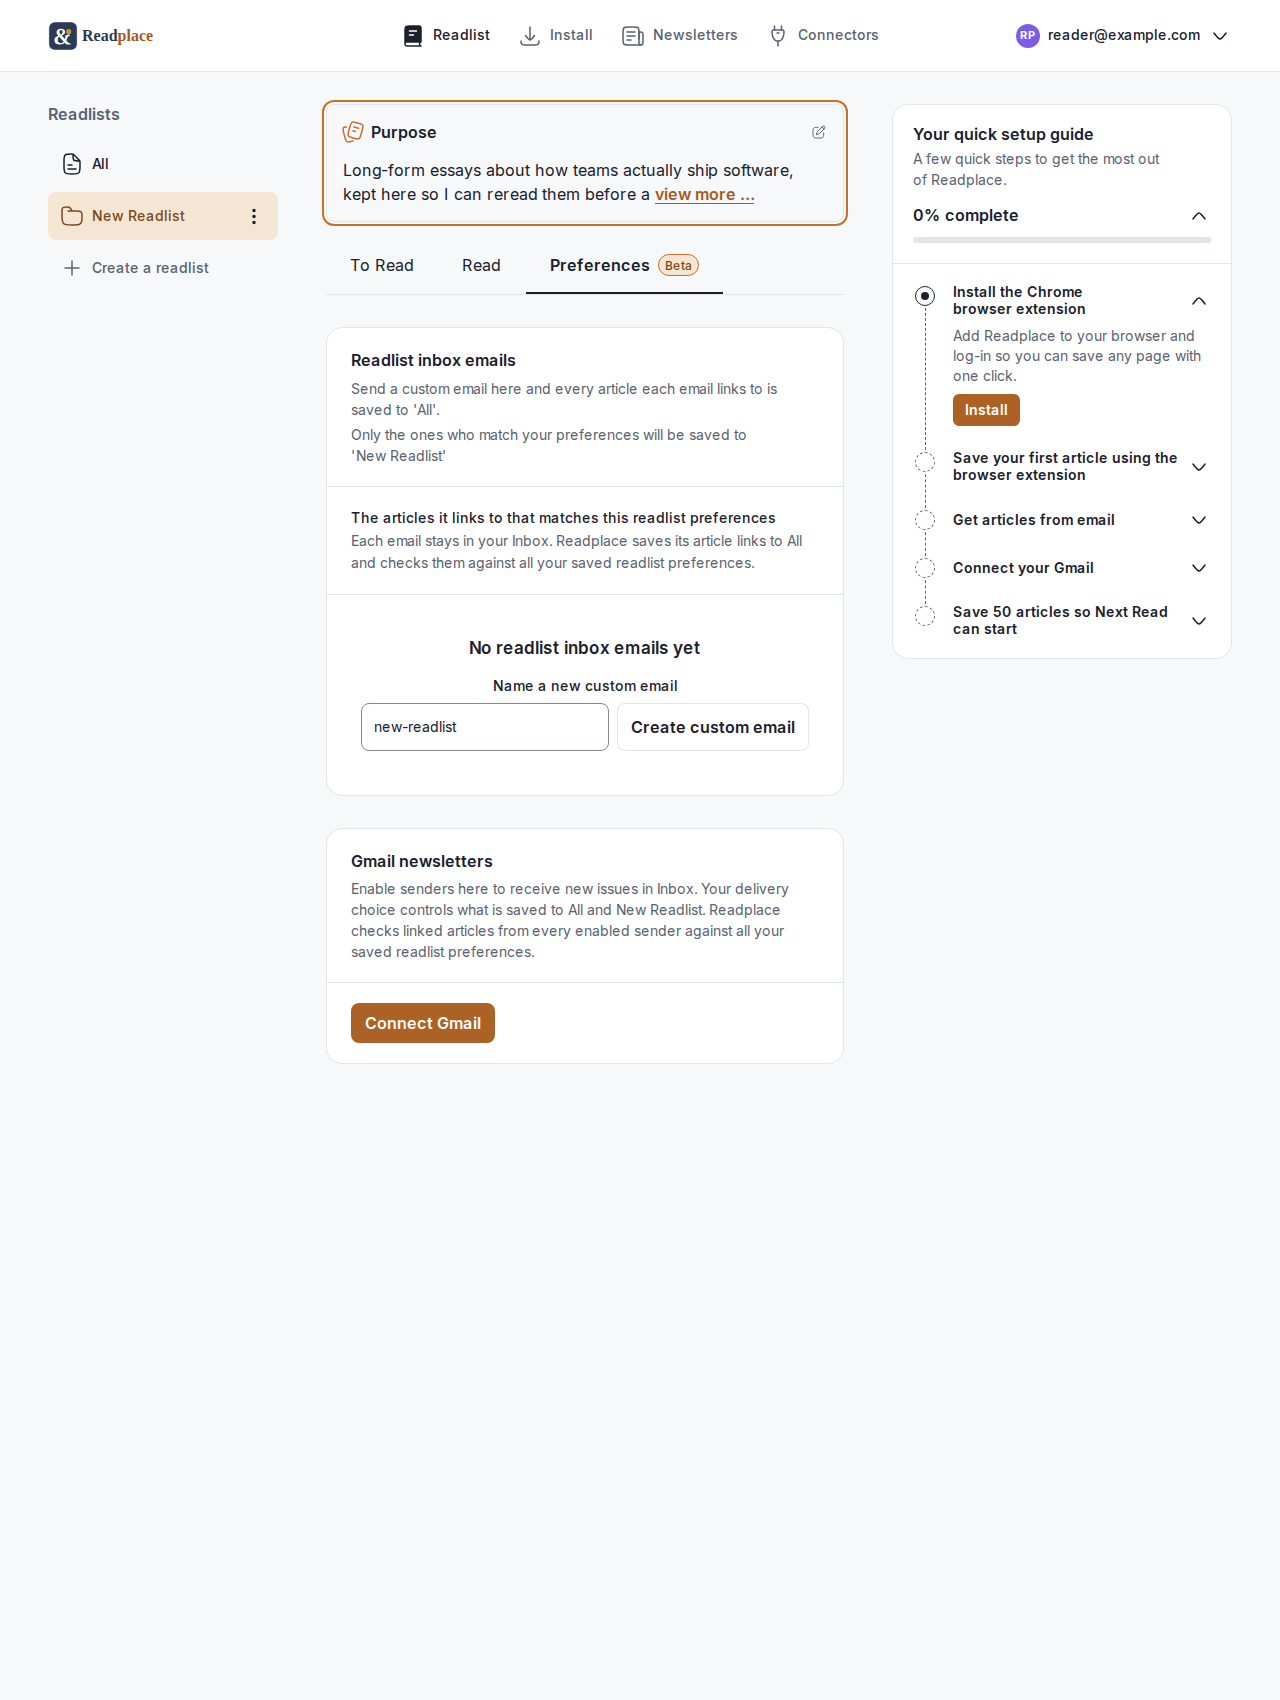 & Readplace
Readlist
Install
Newsletters
Connectors
RP
reader@example.com
Readlists
All
New Readlist
Create a readlist
Purpose
Long-form essays about how teams actually ship software,
kept here so I can reread them before a view more ...
To Read
Read
Preferences
Beta
Readlist inbox emails
Send a custom email here and every article each email links to is
saved to 'All'.
Only the ones who match your preferences will be saved to
'New Readlist'
The articles it links to that matches this readlist preferences
Each email stays in your Inbox. Readplace saves its article links to All
and checks them against all your saved readlist preferences.
No readlist inbox emails yet
Name a new custom email
new-readlist
Create custom email
Gmail newsletters
Enable senders here to receive new issues in Inbox. Your delivery
choice controls what is saved to All and New Readlist. Readplace
checks linked articles from every enabled sender against all your
saved readlist preferences.
Connect Gmail
Your quick setup guide
A few quick steps to get the most out
of Readplace.
0% complete
Install the Chrome
browser extension
Add Readplace to your browser and
log-in so you can save any page with
one click.
Install
Save your first article using the
browser extension
Get articles from email
Connect your Gmail
Save 50 articles so Next Read
can start